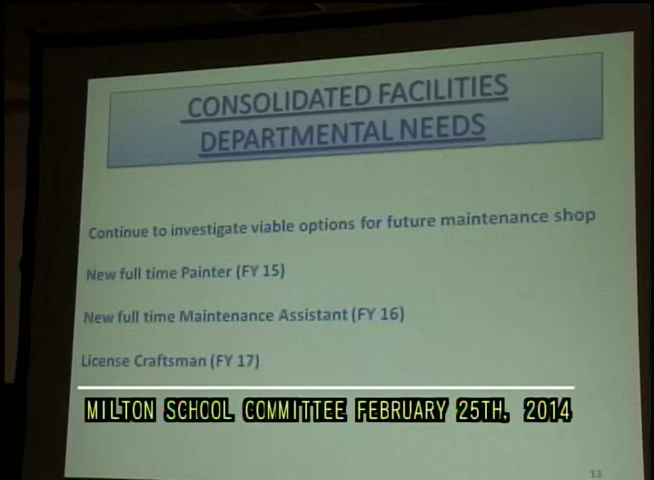 CONSOLIDATED FACILITIES
DEPARTMENTAL NEEDS
Continue to investigate viable options for future maintenance shop
New full time Painter (FY 15)
New full time Maintenance Assistant (FY 16)
License Craftsman (FY 17)
MILTON SCHOOL COMMITTEE FEBRUARY 25TH, 2014
13